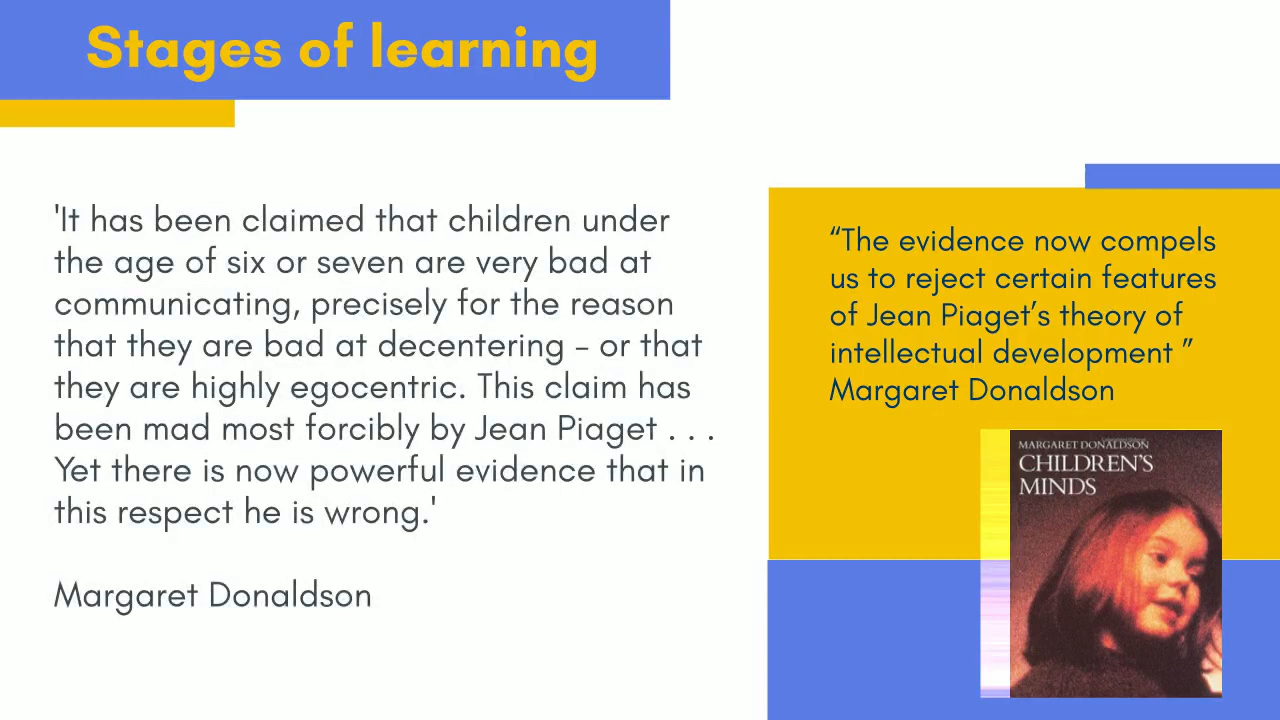 Stages of learning
'It has been claimed that children under
the age of six or seven are very bad at
communicating, precisely for the reason
that they are bad at decentering – or that
they are highly egocentric. This claim has
been mad most forcibly by Jean Piaget . . .
Yet there is now powerful evidence that in
this respect he is wrong.'
Margaret Donaldson
“The evidence now compels
us to reject certain features
of Jean Piaget’s theory of
intellectual development ”
Margaret Donaldson
MARGARET DONALDSON
CHILDREN'S
MINDS